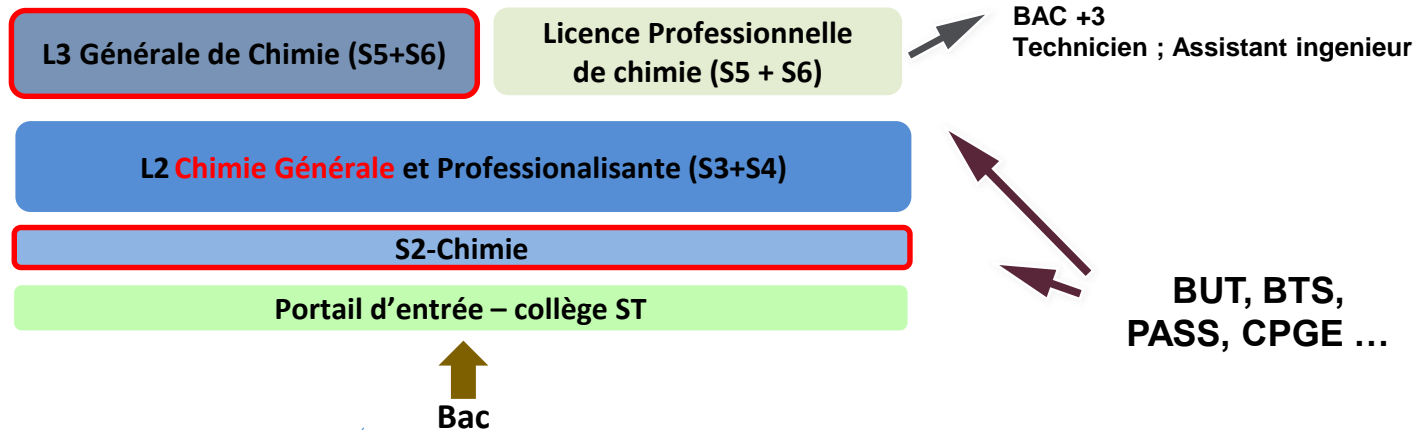 L3 Générale de Chimie (S5+S6)
Licence Professionnelle
de chimie (S5 + S6)
BAC +3
Technicien ; Assistant ingenieur
L2 Chimie Générale et Professionalisante (S3+S4)
S2-Chimie
Portail d’entrée – collège ST
BUT, BTS,
PASS, CPGE …
Bac